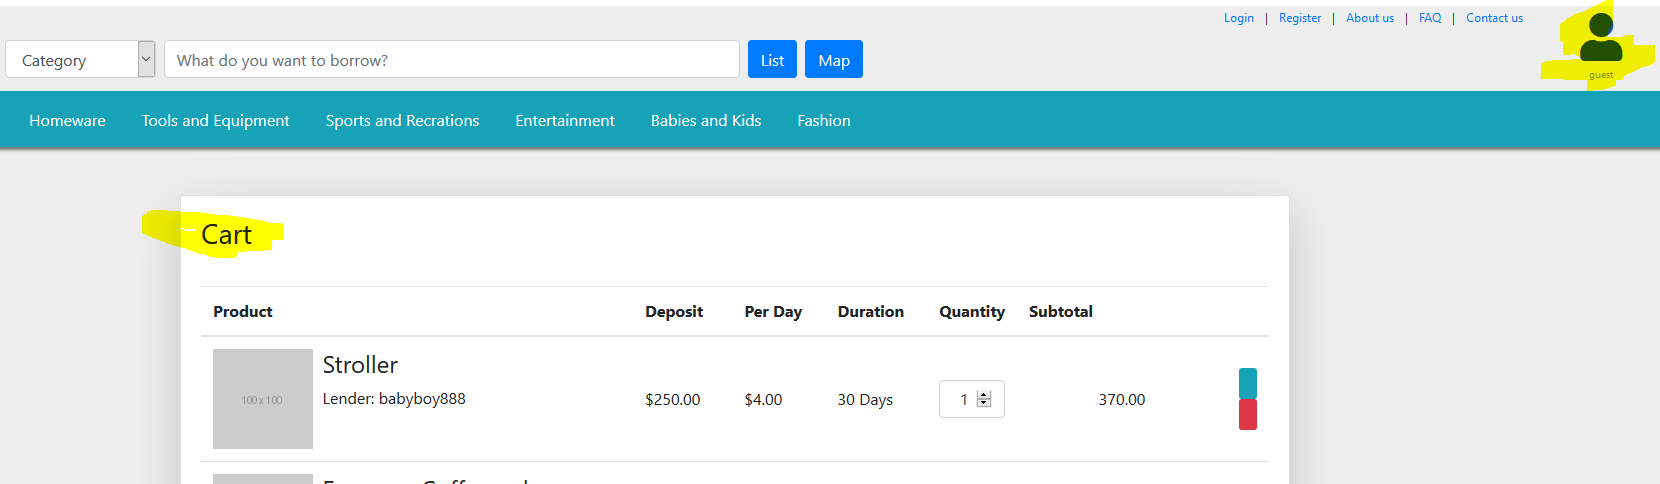 Login | Register | About us | FAQ | Contact us
guest
Category What do you want to borrow? List Map
Homeware Tools and Equipment Sports and Recrations Entertainment Babies and Kids Fashion
Cart
Product Deposit Per Day Duration Quantity Subtotal
Stroller
Lender: babyboy888
100 x 100 $250.00 $4.00 30 Days 1 370.00